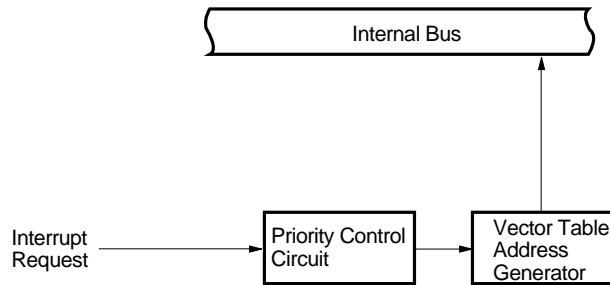 Internal Bus
Interrupt
Request
Priority Control
Circuit
Vector Table
Address
Generator